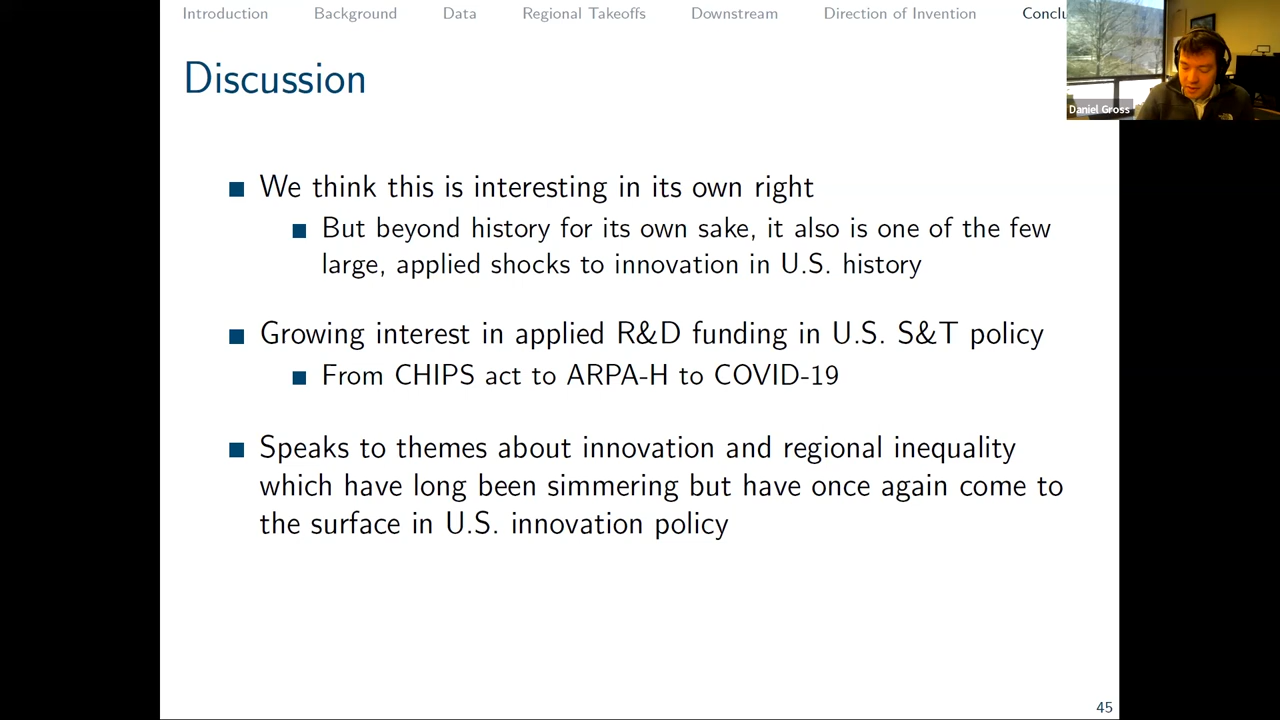 Introduction Background Data Regional Takeoffs Downstream Direction of Invention Conclu
Daniel Gross
Discussion
We think this is interesting in its own right
But beyond history for its own sake, it also is one of the few
large, applied shocks to innovation in U.S. history
Growing interest in applied R&D funding in U.S. S&T policy
From CHIPS act to ARPA-H to COVID-19
Speaks to themes about innovation and regional inequality
which have long been simmering but have once again come to
the surface in U.S. innovation policy
45